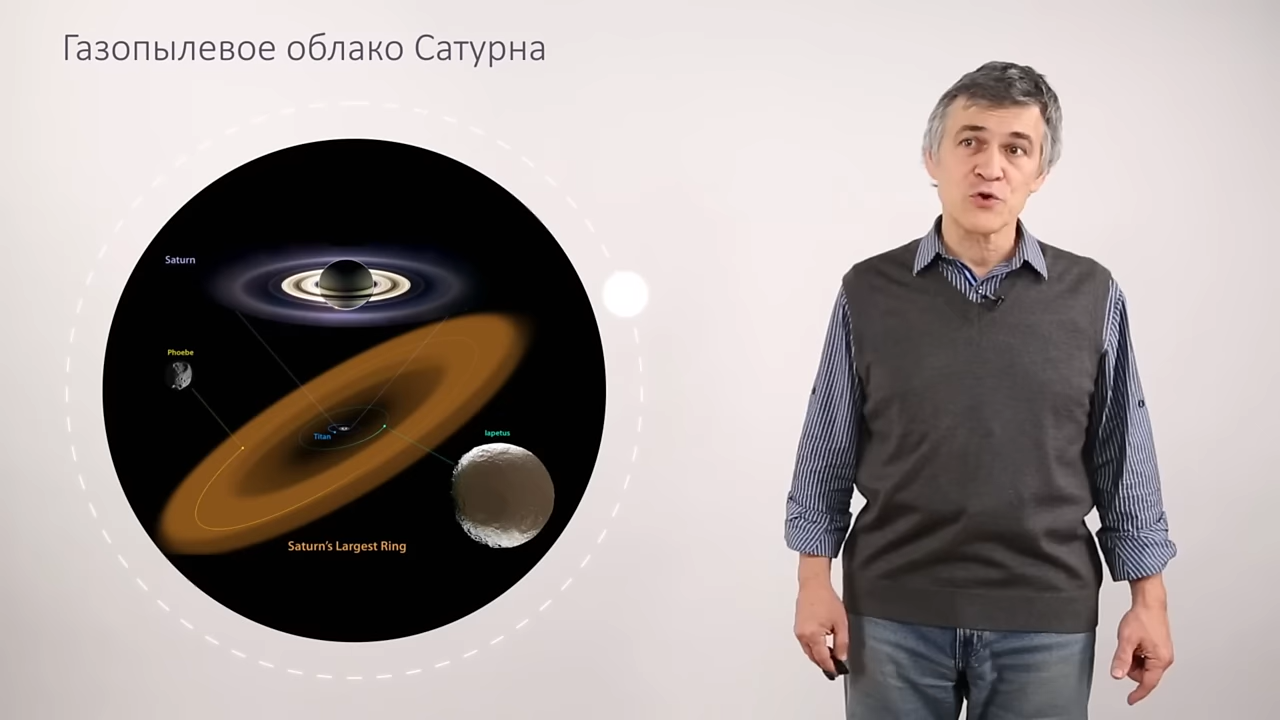 Газопылевое облако Сатурна
Saturn
Phoebe
Titan
Iapetus
Saturn's Largest Ring